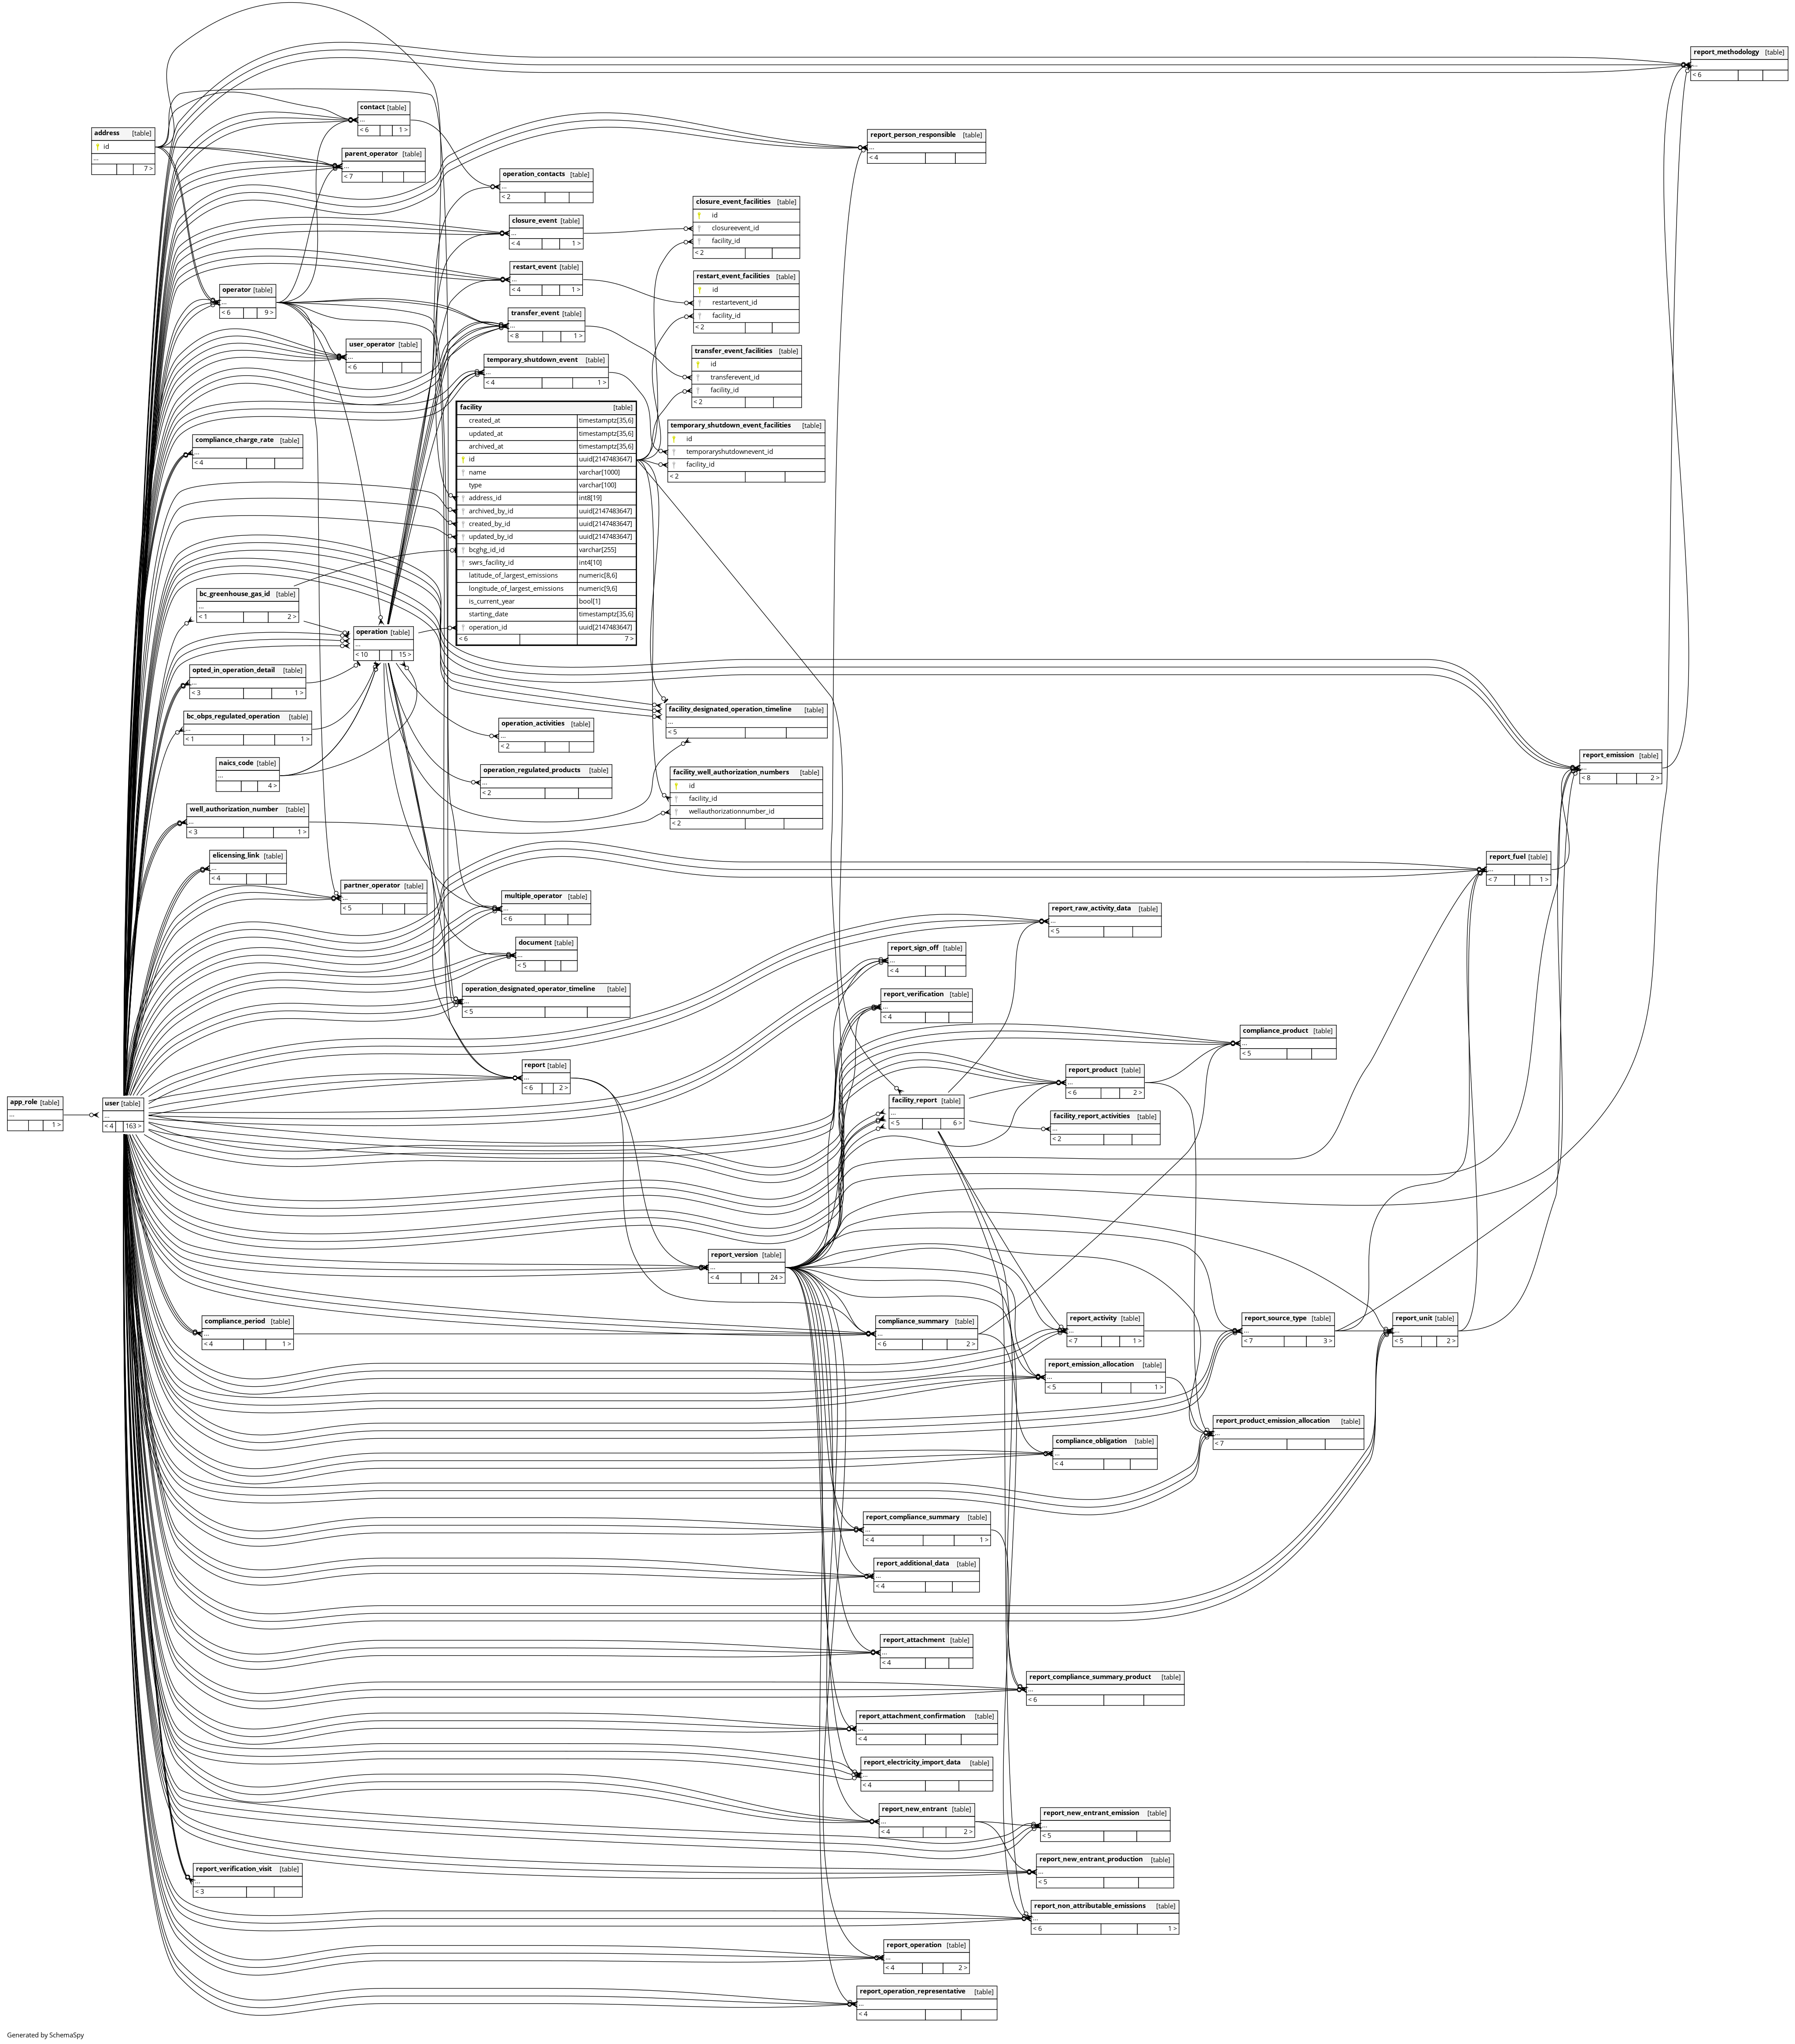 report_methodology [table]
...
< 6
contact [table]
...
< 6 1 >
address [table]
id
...
7 >
report_person_responsible [table]
...
< 4
parent_operator [table]
...
< 7
operation_contacts [table]
...
< 2
closure_event_facilities [table]
id
closureevent_id
facility_id
< 2
closure_event [table]
...
< 4 1 >
restart_event [table]
...
< 4 1 >
restart_event_facilities [table]
id
restartevent_id
facility_id
< 2
operator [table]
...
< 6 9 >
transfer_event [table]
...
< 8 1 >
user_operator [table]
...
< 6
transfer_event_facilities [table]
id
transferevent_id
facility_id
< 2
temporary_shutdown_event [table]
...
< 4 1 >
facility [table]
created_at timestamptz[35,6]
updated_at timestamptz[35,6]
archived_at timestamptz[35,6]
id uuid[2147483647]
name varchar[1000]
type varchar[100]
address_id int8[19]
archived_by_id uuid[2147483647]
created_by_id uuid[2147483647]
updated_by_id uuid[2147483647]
bcghg_id_id varchar[255]
swrs_facility_id int4[10]
latitude_of_largest_emissions numeric[8,6]
longitude_of_largest_emissions numeric[9,6]
is_current_year bool[1]
starting_date timestamptz[35,6]
operation_id uuid[2147483647]
< 6 7 >
temporary_shutdown_event_facilities [table]
id
temporaryshutdownevent_id
facility_id
< 2
compliance_charge_rate [table]
...
< 4
bc_greenhouse_gas_id [table]
...
< 1 2 >
operation [table]
...
< 10 15 >
opted_in_operation_detail [table]
...
< 3 1 >
bc_obps_regulated_operation [table]
...
< 1 1 >
facility_designated_operation_timeline [table]
...
< 5
operation_activities [table]
...
< 2
naics_code [table]
...
4 >
report_emission [table]
...
< 8 2 >
operation_regulated_products [table]
...
< 2
facility_well_authorization_numbers [table]
id
facility_id
wellauthorizationnumber_id
< 2
well_authorization_number [table]
...
< 3 1 >
elicensing_link [table]
...
< 4
report_fuel [table]
...
< 7 1 >
partner_operator [table]
...
< 5
multiple_operator [table]
...
< 6
report_raw_activity_data [table]
...
< 5
document [table]
...
< 5
report_sign_off [table]
...
< 4
operation_designated_operator_timeline [table]
...
< 5
report_verification [table]
...
< 4
compliance_product [table]
...
< 5
report [table]
...
< 6 2 >
report_product [table]
...
< 6 2 >
app_role [table]
...
1 >
user [table]
...
< 4 163 >
facility_report [table]
...
< 5 6 >
facility_report_activities [table]
...
< 2
report_version [table]
...
< 4 24 >
compliance_period [table]
...
< 4 1 >
compliance_summary [table]
...
< 6 2 >
report_activity [table]
...
< 7 1 >
report_source_type [table]
...
< 7 3 >
report_unit [table]
...
< 5 2 >
report_emission_allocation [table]
...
< 5 1 >
report_product_emission_allocation [table]
...
< 7
compliance_obligation [table]
...
< 4
report_compliance_summary [table]
...
< 4 1 >
report_additional_data [table]
...
< 4
report_attachment [table]
...
< 4
report_compliance_summary_product [table]
...
< 6
report_attachment_confirmation [table]
...
< 4
report_electricity_import_data [table]
...
< 4
report_new_entrant [table]
...
< 4 2 >
report_new_entrant_emission [table]
...
< 5
report_new_entrant_production [table]
...
< 5
report_verification_visit [table]
...
< 3
report_non_attributable_emissions [table]
...
< 6 1 >
report_operation [table]
...
< 4 2 >
report_operation_representative [table]
...
< 4
Generated by SchemaSpy